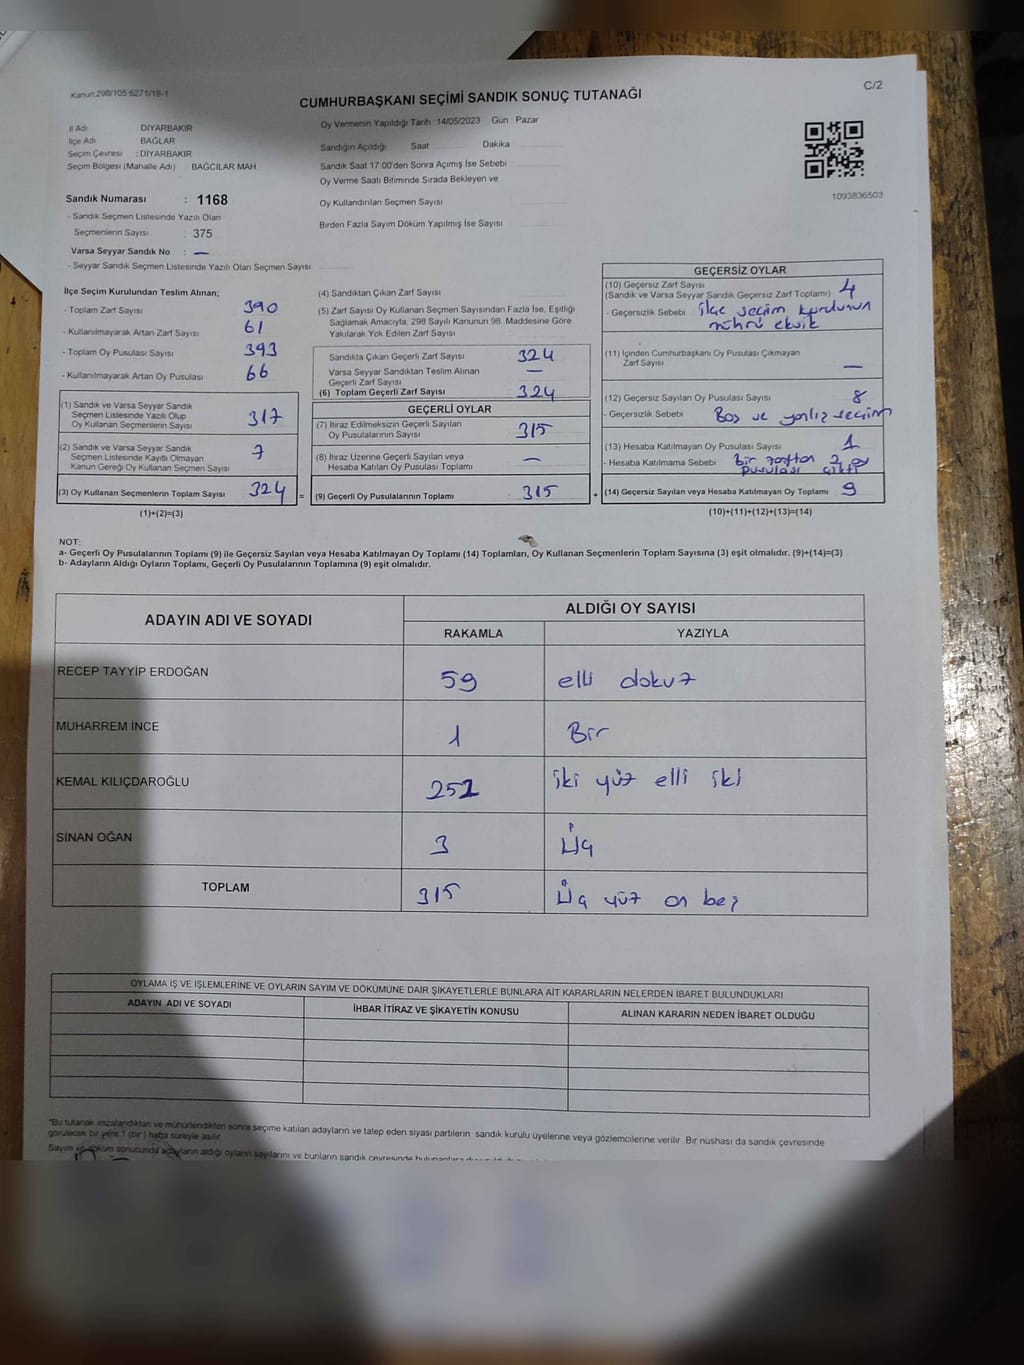 Kanun:298/105 6271/18-1
C/2
CUMHURBAŞKANI SEÇİMİ SANDIK SONUÇ TUTANAĞI
İl Adı DİYARBAKIR
İlçe Adı BAĞLAR
Seçim Çevresi : DİYARBAKIR
Seçim Bölgesi (Mahalle Adı) BAĞCILAR MAH
Oy Vermenin Yapıldığı Tarih :14/05/2023 Gün : Pazar
Sandığın Açıldığı Saat Dakika
Sandık Saat 17:00'den Sonra Açımış İse Sebebi
Oy Verme Saati Bitiminde Sırada Bekleyen ve
Oy Kullandırılan Seçmen Sayısı
Birden Fazla Sayım Döküm Yapılmış İse Sayısı
1093836503
Sandık Numarası : 1168
- Sandık Seçmen Listesinde Yazılı Olan
Seçmenlerin Sayısı : 375
Varsa Seyyar Sandık No : —
- Seyyar Sandık Seçmen Listesinde Yazılı Olan Seçmen Sayısı
İlçe Seçim Kurulundan Teslim Alınan;
- Toplam Zarf Sayısı 390
- Kullanılmayarak Artan Zarf Sayısı 61
- Toplam Oy Pusulası Sayısı 393
- Kullanılmayarak Artan Oy Pusulası 66
(1) Sandık ve Varsa Seyyar Sandık
Seçmen Listesinde Yazılı Olup
Oy Kullanan Seçmenlerin Sayısı 317
(2) Sandık ve Varsa Seyyar Sandık
Seçmen Listesinde Kayıtlı Olmayan
Kanun Gereği Oy Kullanan Seçmen Sayısı 7
(3) Oy Kullanan Seçmenlerin Toplam Sayısı 324 =
(1)+(2)=(3)
(4) Sandıktan Çıkan Zarf Sayısı
(5) Zarf Sayısı Oy Kullanan Seçmen Sayısından Fazla İse, Eşitliği
Sağlamak Amacıyla, 298 Sayılı Kanunun 98. Maddesine Göre
Yakılarak Yok Edilen Zarf Sayısı
Sandıkta Çıkan Geçerli Zarf Sayısı 324
Varsa Seyyar Sandıktan Teslim Alınan
Geçerli Zarf Sayısı —
(6) Toplam Geçerli Zarf Sayısı 324
GEÇERLİ OYLAR
(7) İtiraz Edilmeksizin Geçerli Sayılan
Oy Pusulalarının Sayısı 315
(8) İtiraz Üzerine Geçerli Sayılan veya
Hesaba Katılan Oy Pusulası Toplamı —
(9) Geçerli Oy Pusulalarının Toplamı 315 +
GEÇERSİZ OYLAR
(10) Geçersiz Zarf Sayısı
(Sandık ve Varsa Seyyar Sandık Geçersiz Zarf Toplamı) 4
- Geçersizlik Sebebi ilçe seçim kurulunun
mührü eksik
(11) İçinden Cumhurbaşkanı Oy Pusulası Çıkmayan
Zarf Sayısı —
(12) Geçersiz Sayılan Oy Pusulası Sayısı 8
- Geçersizlik Sebebi Boş ve yanlış seçim
(13) Hesaba Katılmayan Oy Pusulası Sayısı 1
- Hesaba Katılmama Sebebi Bir zarftan 2 oy
pusulası çıktı
(14) Geçersiz Sayılan veya Hesaba Katılmayan Oy Toplamı 9
(10)+(11)+(12)+(13)=(14)
NOT:
a- Geçerli Oy Pusulalarının Toplamı (9) ile Geçersiz Sayılan veya Hesaba Katılmayan Oy Toplamı (14) Toplamları, Oy Kullanan Seçmenlerin Toplam Sayısına (3) eşit olmalıdır. (9)+(14)=(3)
b- Adayların Aldığı Oyların Toplamı, Geçerli Oy Pusulalarının Toplamına (9) eşit olmalıdır.
ADAYIN ADI VE SOYADI ALDIĞI OY SAYISI
RAKAMLA YAZIYLA
RECEP TAYYİP ERDOĞAN 59 elli dokuz
MUHARREM İNCE 1 Bir
KEMAL KILIÇDAROĞLU 252 iki yüz elli iki
SİNAN OĞAN 3 Üç
TOPLAM 315 Üç yüz on beş
OYLAMA İŞ VE İŞLEMLERİNE VE OYLARIN SAYIM VE DÖKÜMÜNE DAİR ŞİKAYETLERLE BUNLARA AİT KARARLARIN NELERDEN İBARET BULUNDUKLARI
ADAYIN ADI VE SOYADI İHBAR İTİRAZ VE ŞİKAYETİN KONUSU ALINAN KARARIN NEDEN İBARET OLDUĞU
"Bu tutanak imzalandıktan ve mühürlendikten sonra seçime katılan adayların ve talep eden siyasi partilerin sandık kurulu üyelerine veya gözlemcilerine verilir. Bir nüshası da sandık çevresinde
görülecek bir yere 1 (bir) hafta süreyle asılır.
Sayım ve döküm sonucunda adayların aldığı oyların sayılarını ve bunların sandık çevresinde